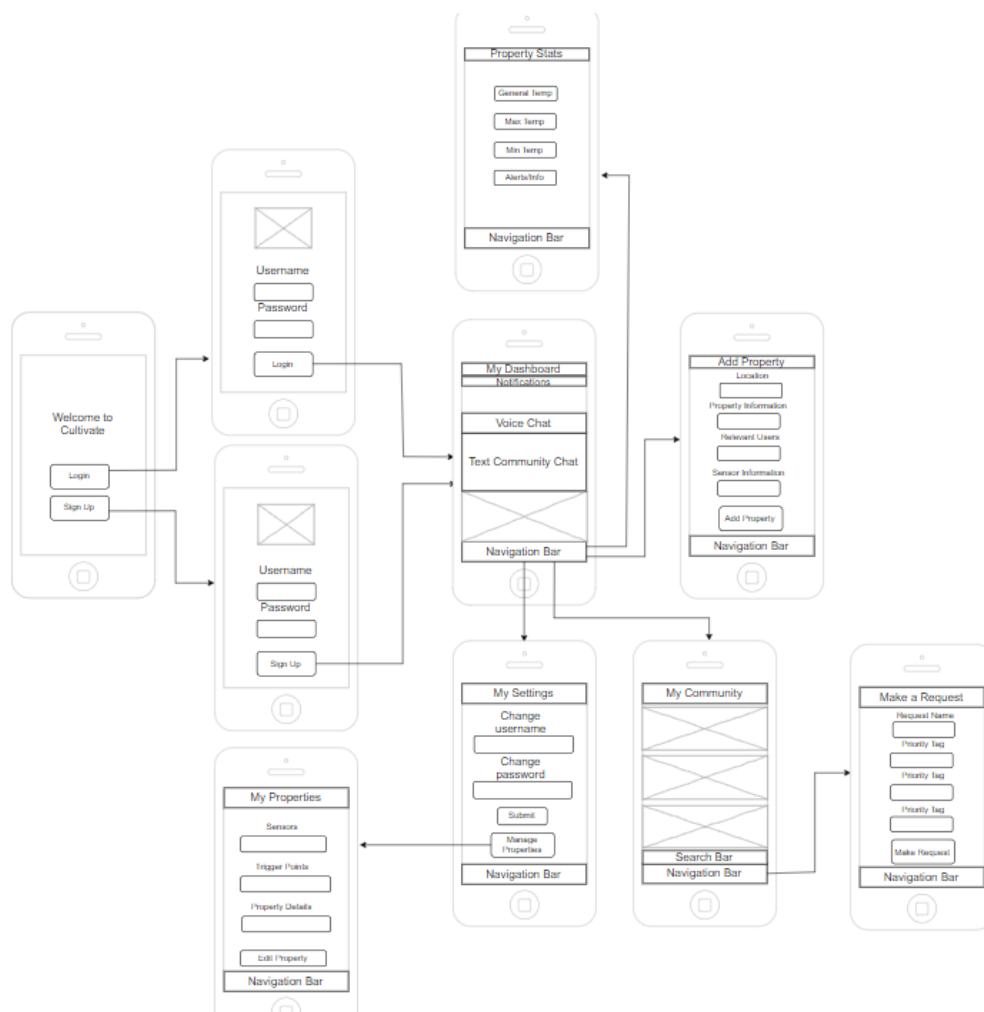 Property Stats
General Temp
Max Temp
Min Temp
Alerts/Info
Navigation Bar
Username
Password
Login
Welcome to
Cultivate
Login
Sign Up
Username
Password
Sign Up
My Dashboard
Notifications
Voice Chat
Text Community Chat
Navigation Bar
Add Property
Location
Property Information
Relevant Users
Sensor Information
Add Property
Navigation Bar
My Settings
Change
username
Change
password
Submit
Manage
Properties
Navigation Bar
My Community
Search Bar
Navigation Bar
Make a Request
Request Name
Priority Tag
Priority Tag
Priority Tag
Make Request
Navigation Bar
My Properties
Sensors
Trigger Points
Property Details
Edit Property
Navigation Bar